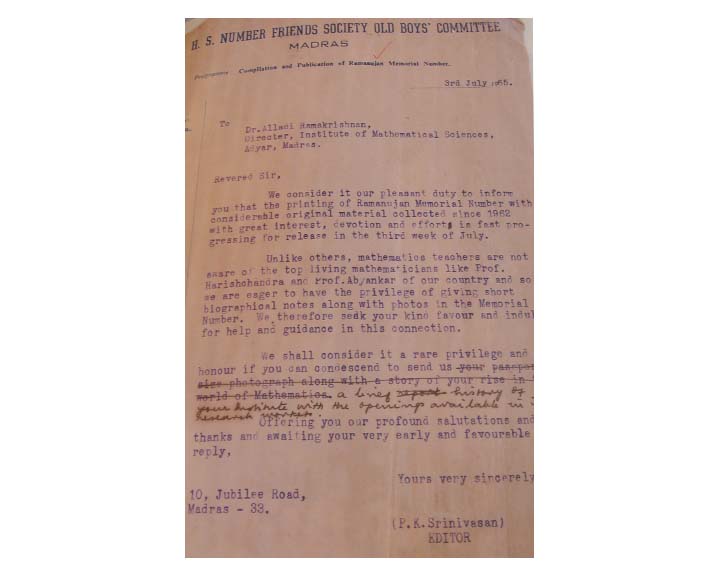 H. S. NUMBER FRIENDS SOCIETY OLD BOYS' COMMITTEE
MADRAS
Programme Compilation and Publication of Ramanujan Memorial Number.
3rd July 1965.
To
Dr.Alladi Ramakrishnan,
Director, Institute of Mathematical Sciences,
Adyar, Madras.
Revered Sir,
We consider it our pleasant duty to inform
you that the printing of Ramanujan Memorial Number with
considerable original material collected since 1962
with great interest, devotion and efforts is fast pro-
gressing for release in the third week of July.
Unlike others, mathematics teachers are not
aware of the top living mathematicians like Prof.
Harishchandra and Prof.Abyankar of our country and so
we are eager to have the privilege of giving short
biographical notes along with photos in the Memorial
Number. We therefore seek your kind favour and indul
for help and guidance in this connection.
We shall consider it a rare privilege and
honour if you can condescend to send us your passpor
size photograph along with a story of your rise in
world of Mathematics. a brief report history of
your Institute with the openings available in
research worker.
Offering you our profound salutations and
thanks and awaiting your very early and favourable
reply,
Yours very sincerely
10, Jubilee Road,
Madras - 33.
(P.K.Srinivasan)
EDITOR